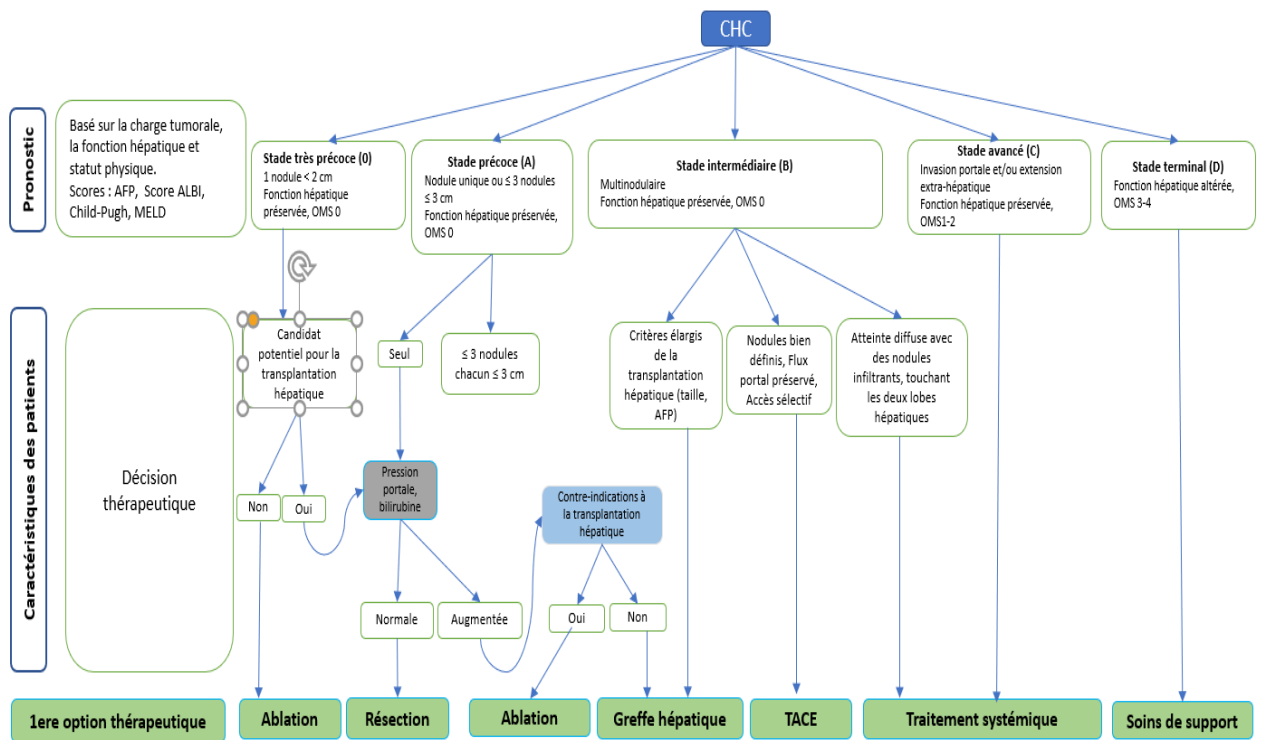 CHC
Pronostic
Basé sur la charge tumorale,
la fonction hépatique et
statut physique.
Scores : AFP, Score ALBI,
Child-Pugh, MELD
Stade très précoce (0)
1 nodule < 2 cm
Fonction hépatique
préservée, OMS 0
Stade précoce (A)
Nodule unique ou ≤ 3 nodules
≤ 3 cm
Fonction hépatique préservée,
OMS 0
Stade intermédiaire (B)
Multinodulaire
Fonction hépatique préservée, OMS 0
Stade avancé (C)
Invasion portale et/ou extension
extra-hépatique
Fonction hépatique préservée,
OMS1-2
Stade terminal (D)
Fonction hépatique altérée,
OMS 3-4
Caractéristiques des patients
Décision
thérapeutique
Candidat
potentiel pour la
transplantation
hépatique
Seul
≤ 3 nodules
chacun ≤ 3 cm
Critères élargis
de la
transplantation
hépatique (taille,
AFP)
Nodules bien
définis, Flux
portal préservé,
Accès sélectif
Atteinte diffuse avec
des nodules
infiltrants, touchant
les deux lobes
hépatiques
Non
Oui
Pression
portale,
bilirubine
Contre-indications à
la transplantation
hépatique
Normale
Augmentée
Oui
Non
1ere option thérapeutique
Ablation
Résection
Ablation
Greffe hépatique
TACE
Traitement systémique
Soins de support